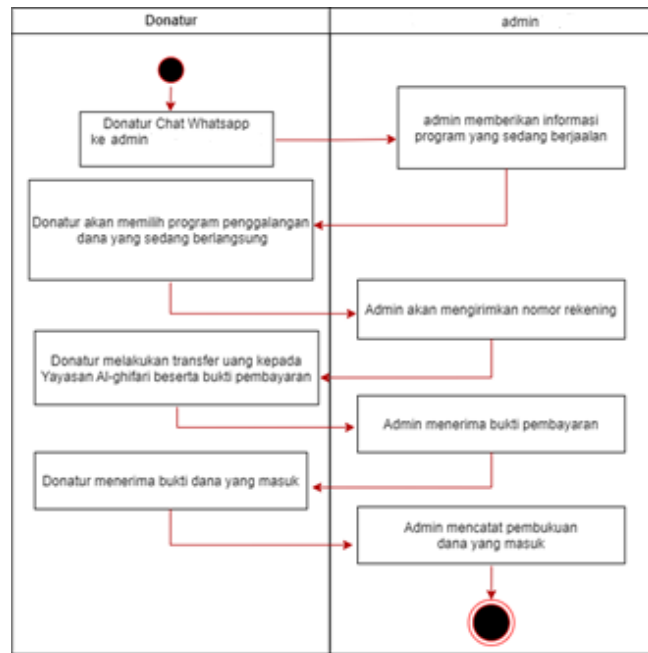 Donatur
admin
Donatur Chat Whatsapp
ke admin
admin memberikan informasi
program yang sedang berjaalan
Donatur akan memilih program penggalangan
dana yang sedang berlangsung
Admin akan mengirimkan nomor rekening
Donatur melakukan transfer uang kepada
Yayasan Al-ghifari beserta bukti pembayaran
Admin menerima bukti pembayaran
Donatur menerima bukti dana yang masuk
Admin mencatat pembukuan
dana yang masuk